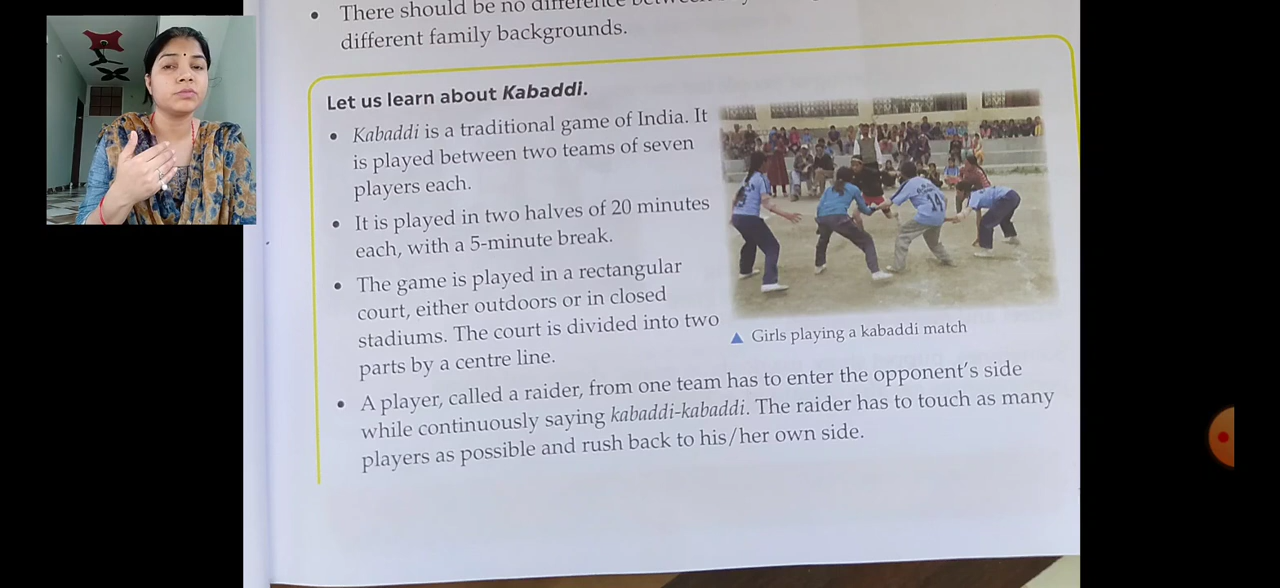 There should be no difference between
different family backgrounds.
Let us learn about Kabaddi.
• Kabaddi is a traditional game of India. It
is played between two teams of seven
players each.
• It is played in two halves of 20 minutes
each, with a 5-minute break.
• The game is played in a rectangular
court, either outdoors or in closed
stadiums. The court is divided into two
parts by a centre line.
▲ Girls playing a kabaddi match
• A player, called a raider, from one team has to enter the opponent's side
while continuously saying kabaddi-kabaddi. The raider has to touch as many
players as possible and rush back to his/her own side.
14